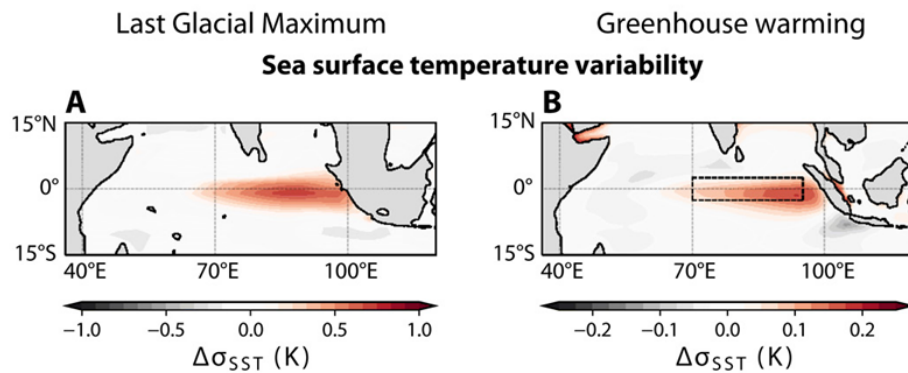 Last Glacial Maximum Greenhouse warming
Sea surface temperature variability
A B
15°N 15°N
0° 0°
15°S 15°S
40°E 70°E 100°E 40°E 70°E 100°E
−1.0 −0.5 0.0 0.5 1.0 −0.2 −0.1 0.0 0.1 0.2
ΔσSST (K) ΔσSST (K)